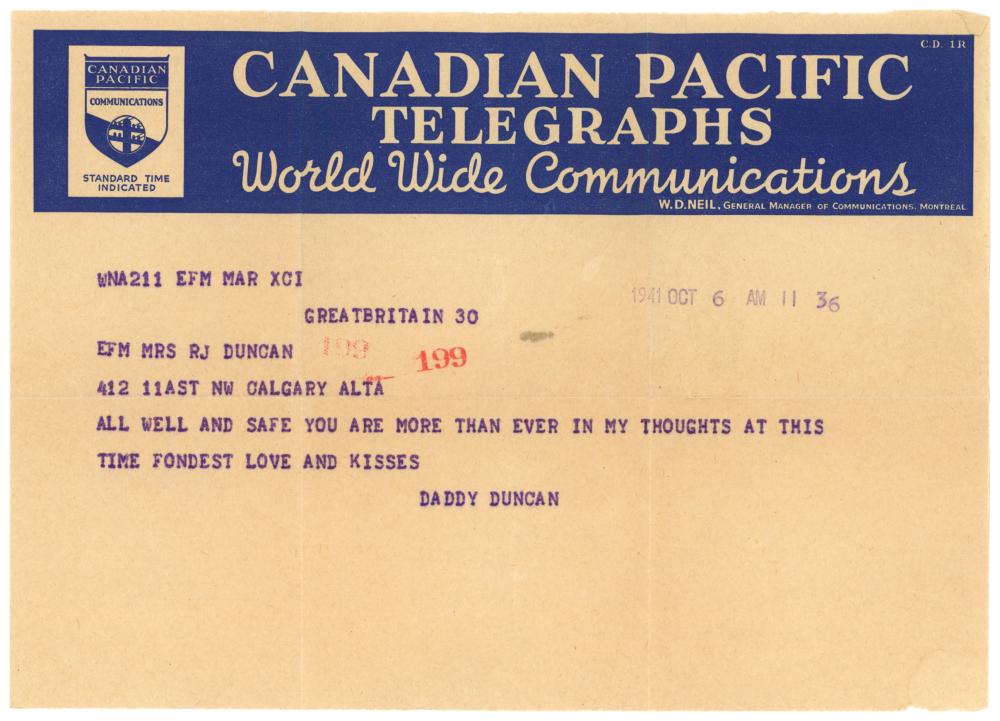 C.D. 1R
CANADIAN
PACIFIC
COMMUNICATIONS
STANDARD TIME
INDICATED
CANADIAN PACIFIC
TELEGRAPHS
World Wide Communications
W.D. NEIL, GENERAL MANAGER OF COMMUNICATIONS, MONTREAL
WNA211 EFM MAR XCI
1941 OCT 6 AM 11 36
GREATBRITAIN 30
EFM MRS RJ DUNCAN 199 199
412 11AST NW CALGARY ALTA
ALL WELL AND SAFE YOU ARE MORE THAN EVER IN MY THOUGHTS AT THIS
TIME FONDEST LOVE AND KISSES
DADDY DUNCAN